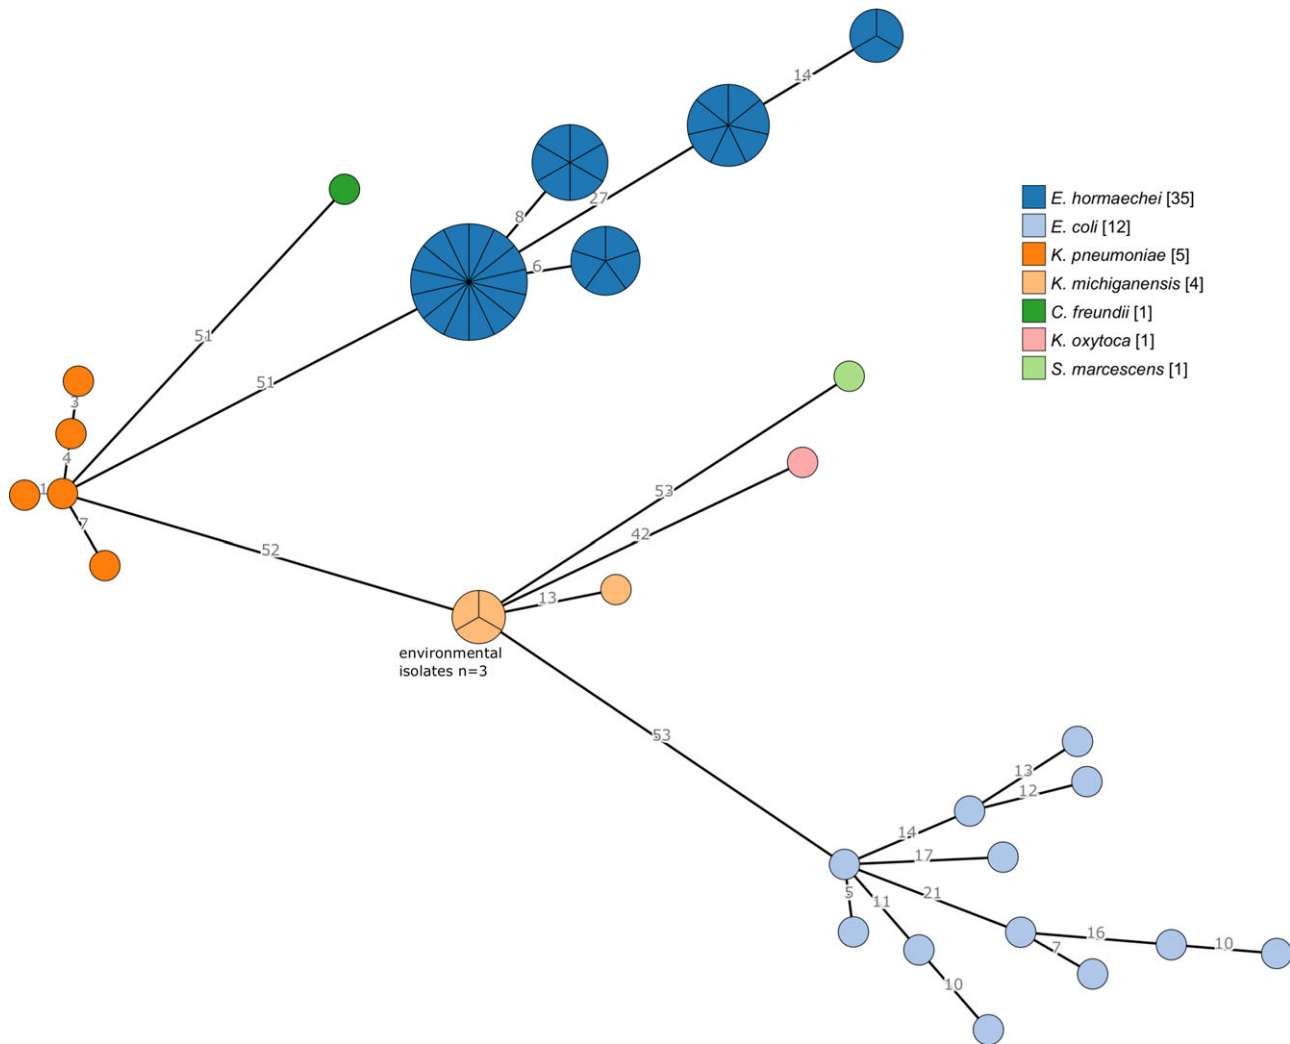 14
8
27
6
51
51
3
4
1
7
52
53
42
13
environmental
isolates n=3
53
13
12
14
17
5
11
21
16
10
7
10
E. hormaechei [35]
E. coli [12]
K. pneumoniae [5]
K. michiganensis [4]
C. freundii [1]
K. oxytoca [1]
S. marcescens [1]